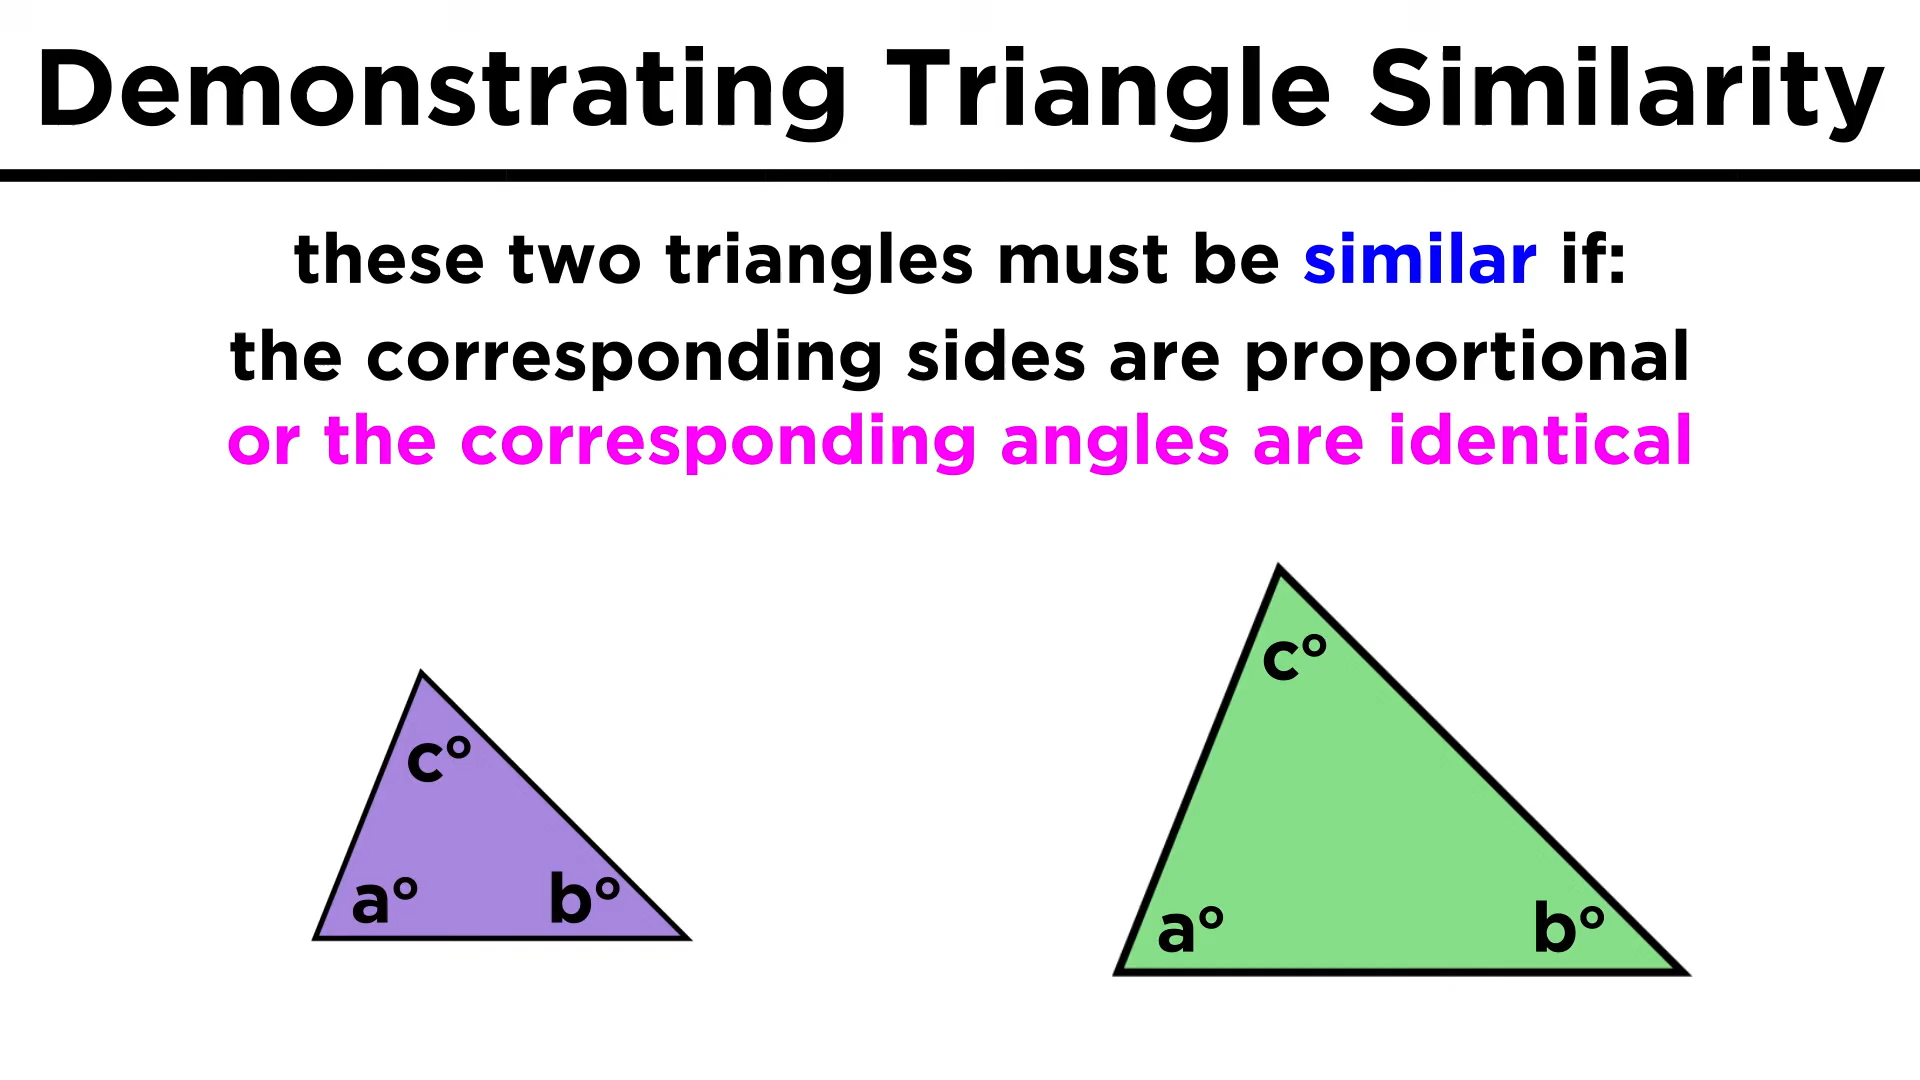 Demonstrating Triangle Similarity
these two triangles must be similar if:
the corresponding sides are proportional
or the corresponding angles are identical
c°
a° b°
c°
a° b°